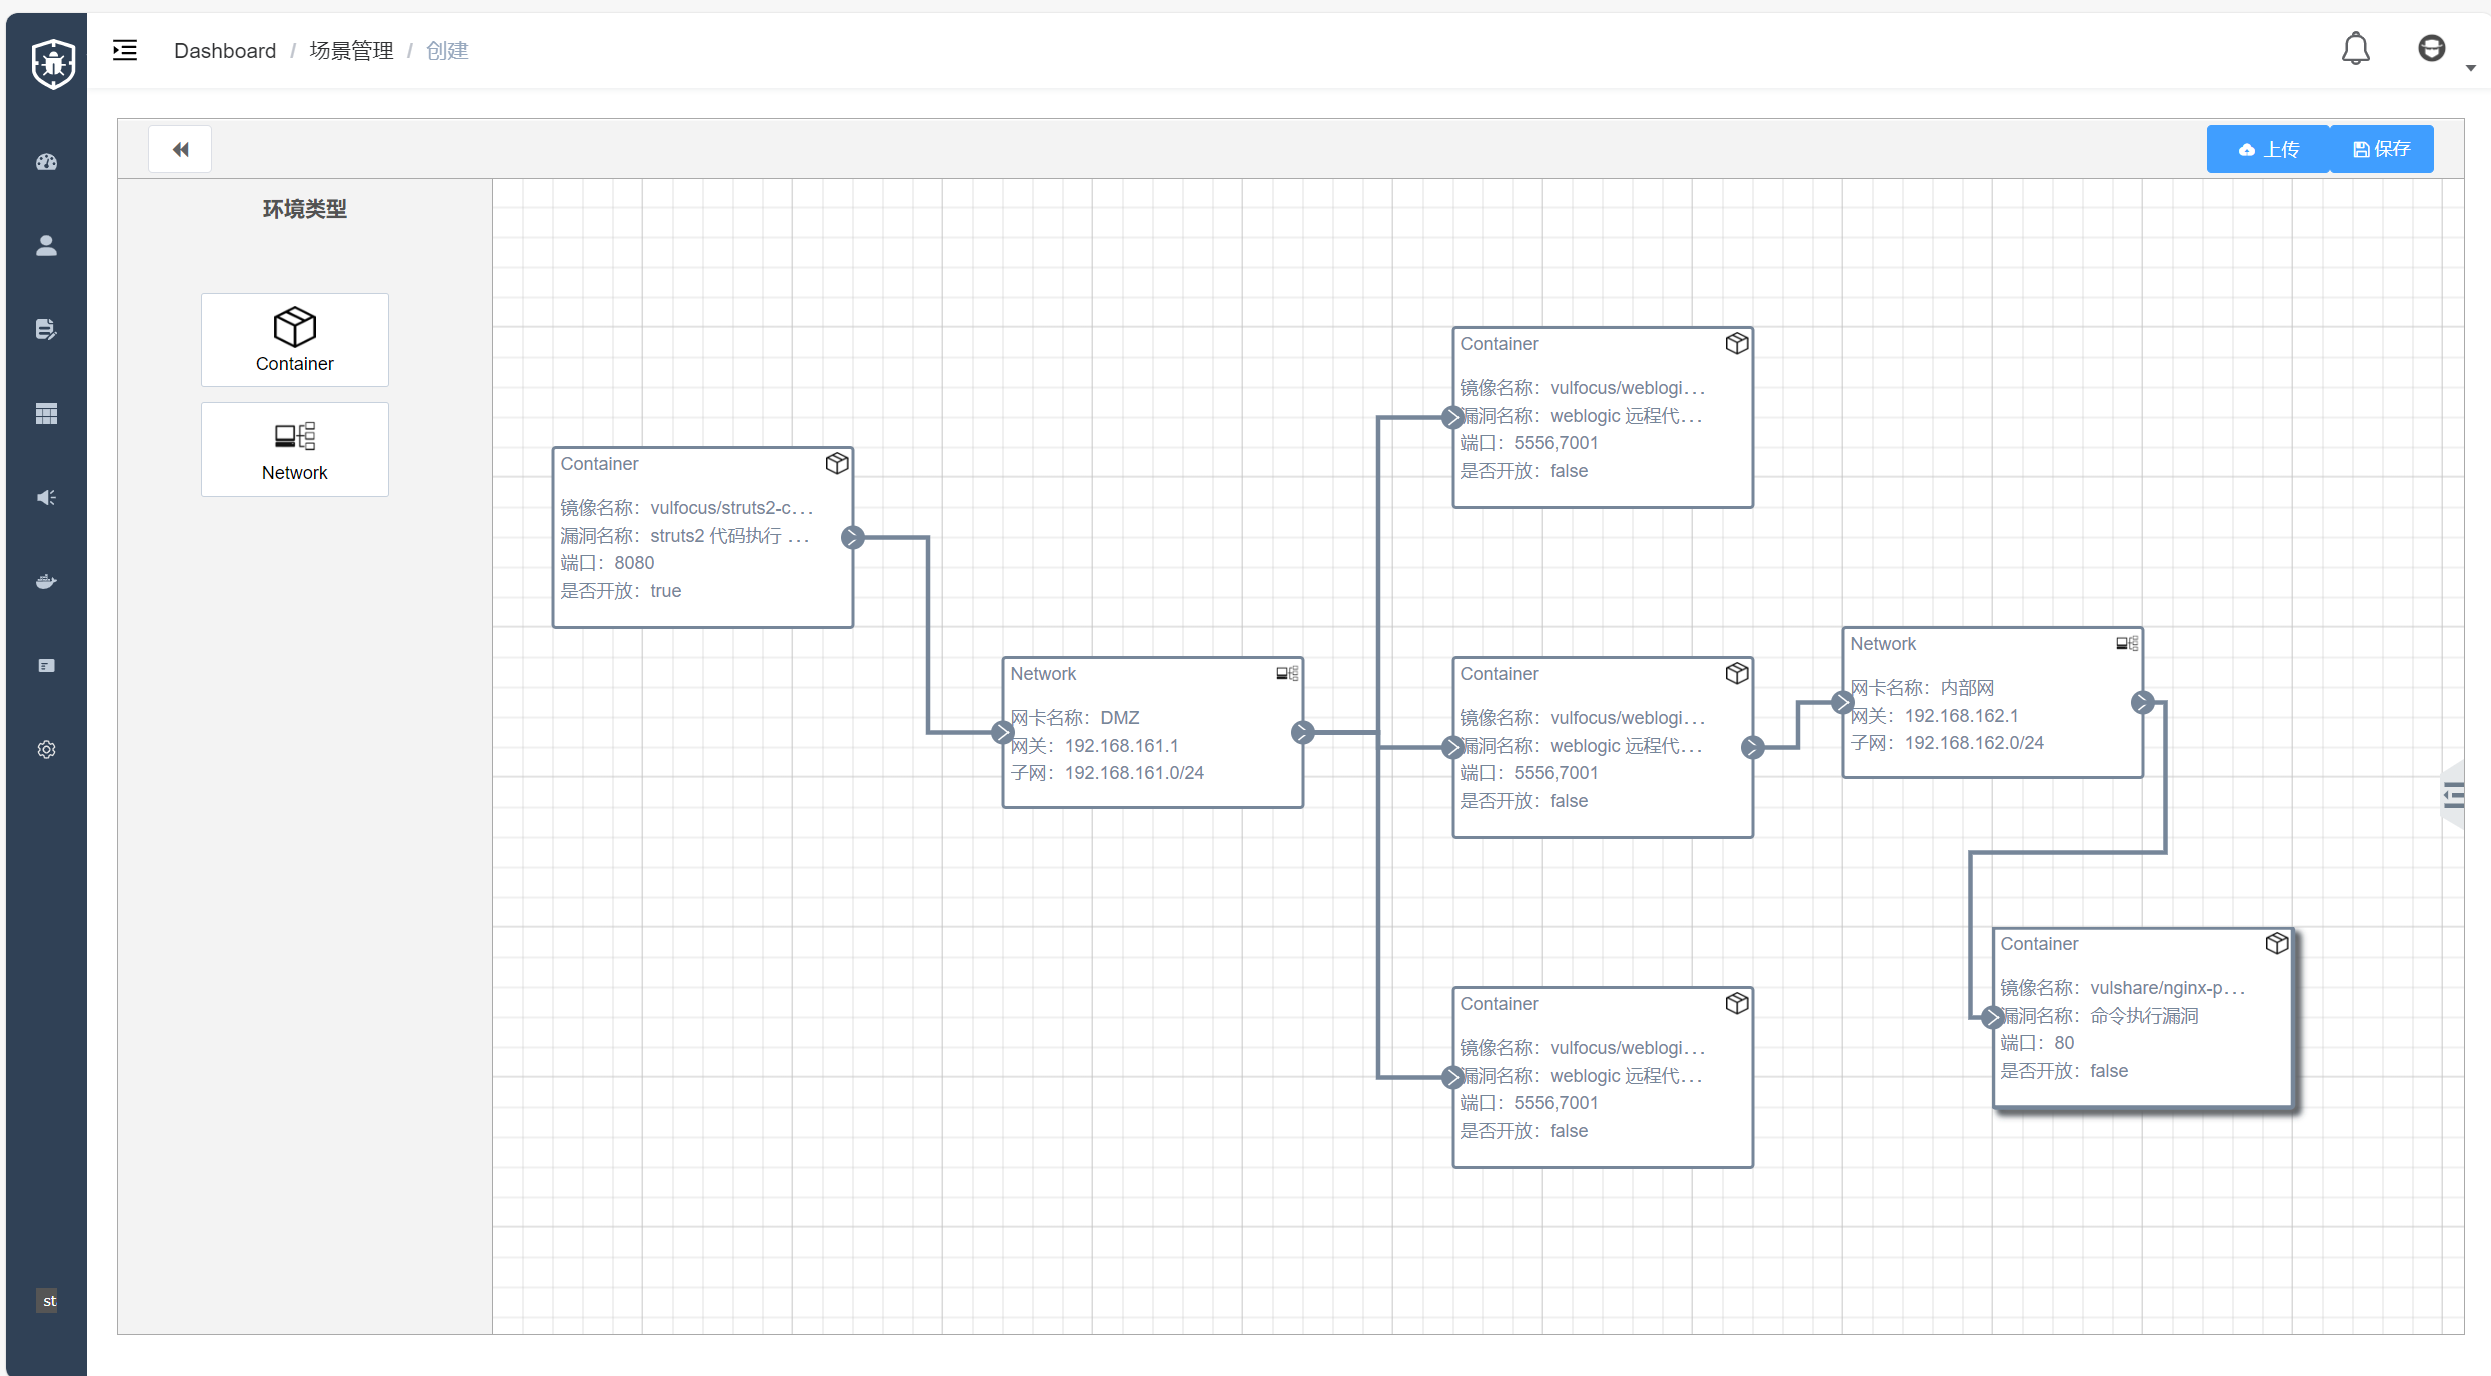 Dashboard / 场景管理 / 创建
上传
保存
环境类型
Container
Network
Container
镜像名称：vulfocus/struts2-c...
漏洞名称：struts2 代码执行 ...
端口：8080
是否开放：true
Network
网卡名称：DMZ
网关：192.168.161.1
子网：192.168.161.0/24
Container
镜像名称：vulfocus/weblogi...
漏洞名称：weblogic 远程代...
端口：5556,7001
是否开放：false
Container
镜像名称：vulfocus/weblogi...
漏洞名称：weblogic 远程代...
端口：5556,7001
是否开放：false
Container
镜像名称：vulfocus/weblogi...
漏洞名称：weblogic 远程代...
端口：5556,7001
是否开放：false
Network
网卡名称：内部网
网关：192.168.162.1
子网：192.168.162.0/24
Container
镜像名称：vulshare/nginx-p...
漏洞名称：命令执行漏洞
端口：80
是否开放：false
st